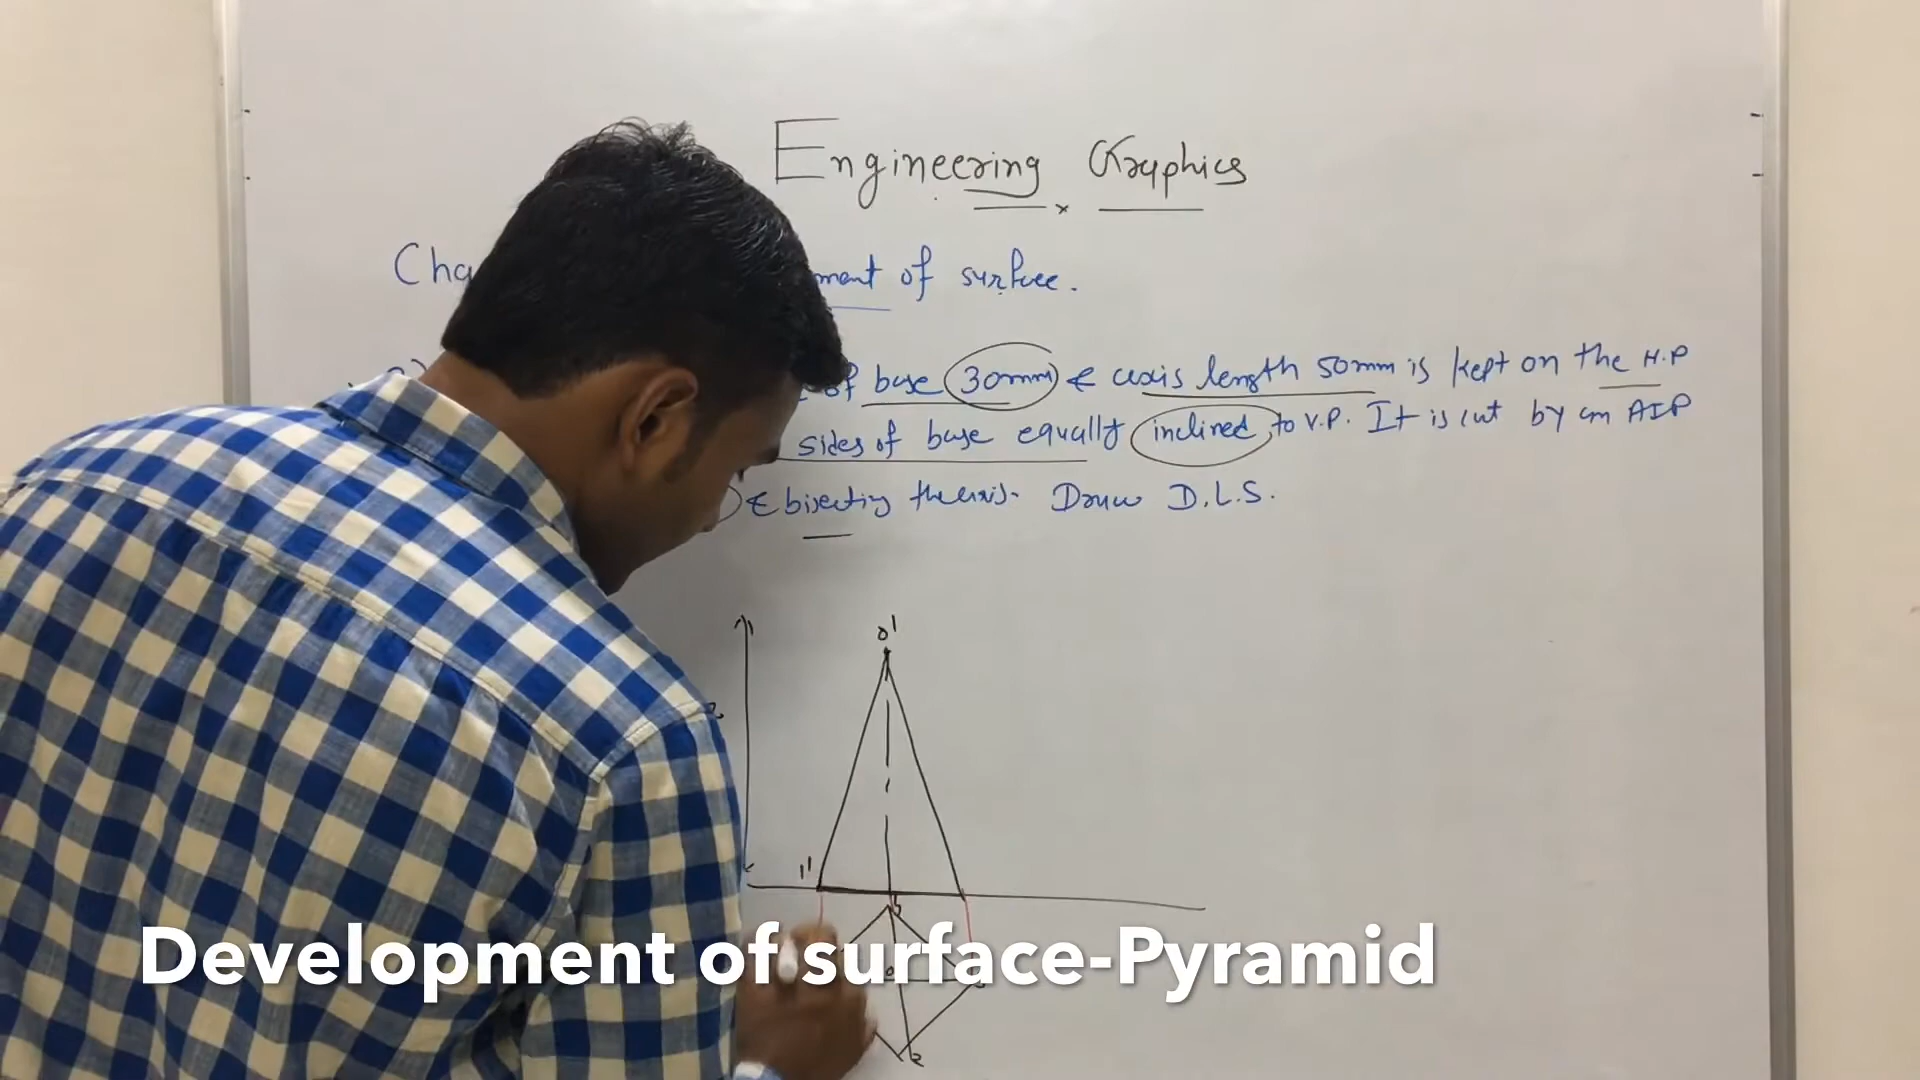 Engineering Graphics
Cha ment of surface.
of base 30mm & axis length 50mm is kept on the H.P
sides of base equally inclined to V.P. It is cut by an AIP
& bisecting the axis. Draw D.L.S.
o'
1'
Development of surface-Pyramid